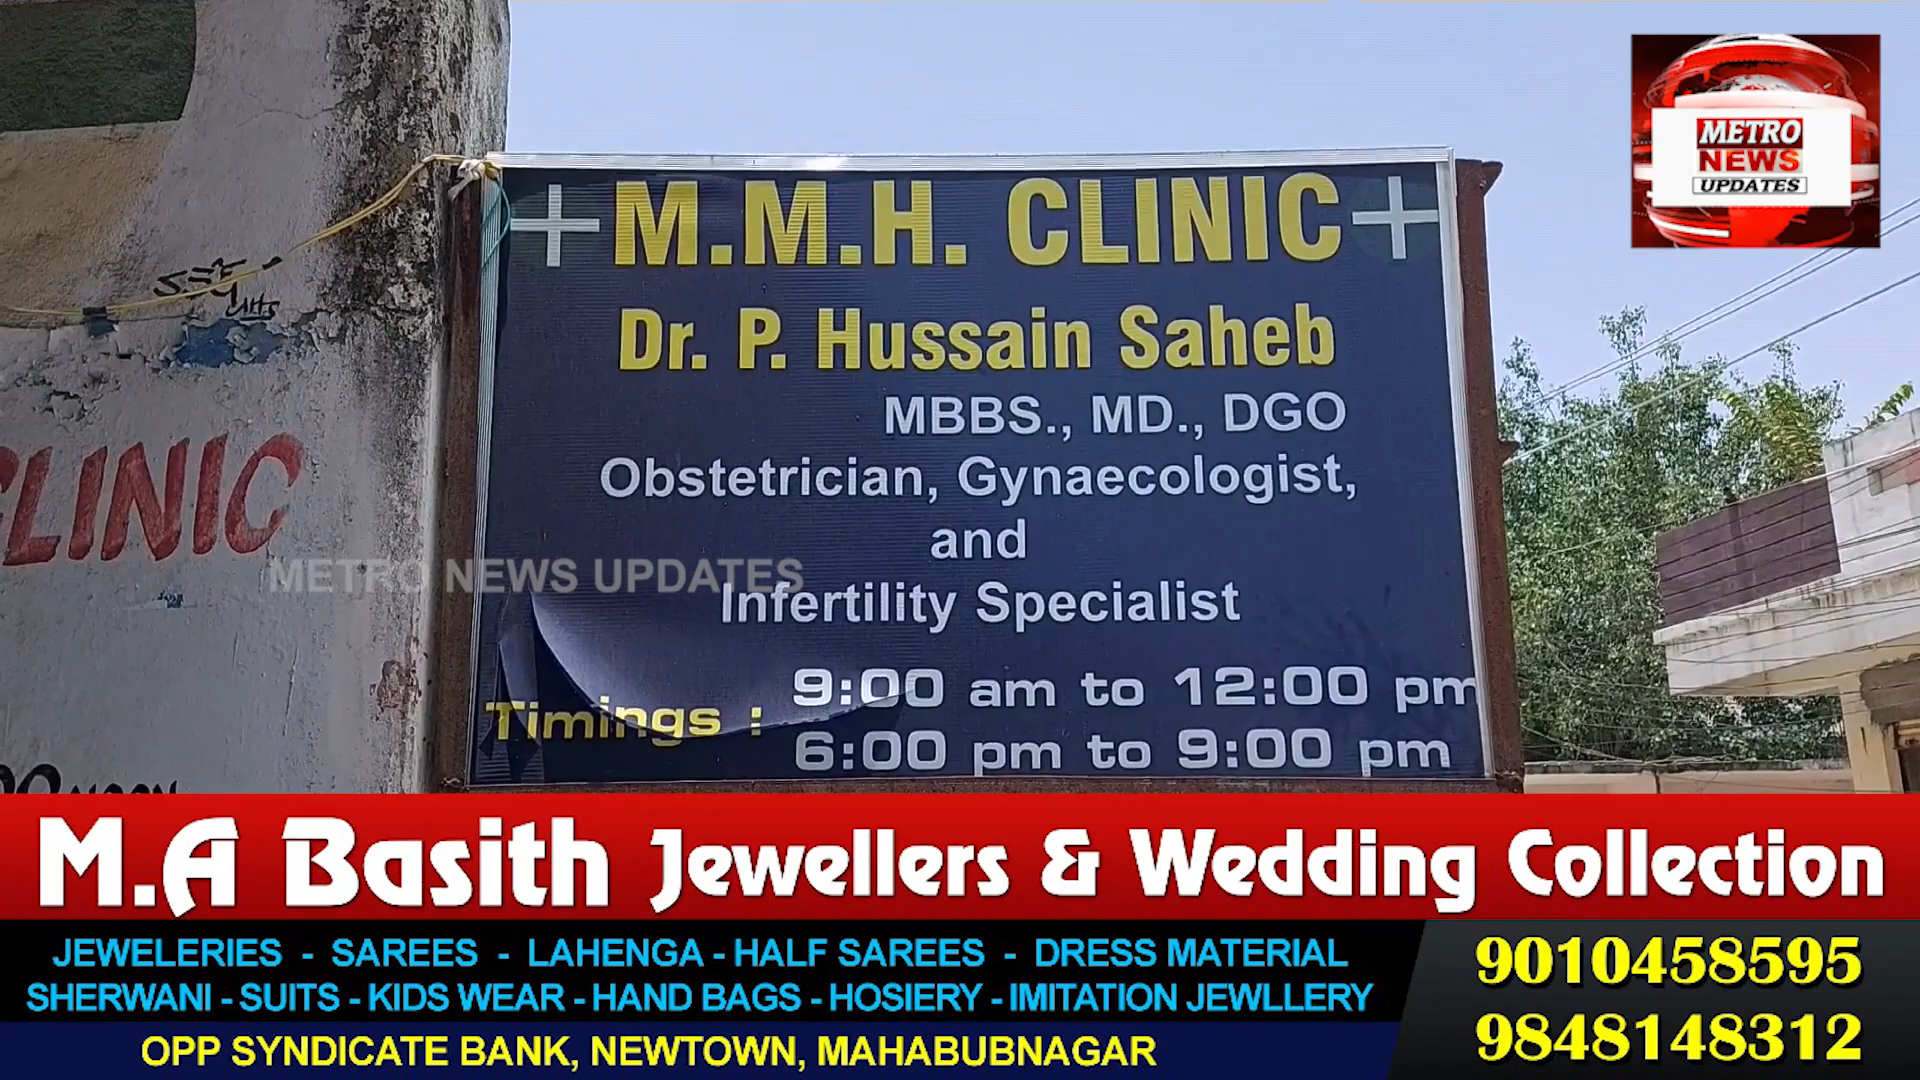 METRO
NEWS
UPDATES
M.M.H. CLINIC
Dr. P. Hussain Saheb
MBBS., MD., DGO
Obstetrician, Gynaecologist,
and
Infertility Specialist
Timings : 9:00 am to 12:00 pm
6:00 pm to 9:00 pm
CLINIC
METRO NEWS UPDATES
M.A Basith Jewellers & Wedding Collection
JEWELERIES - SAREES - LAHENGA - HALF SAREES - DRESS MATERIAL
SHERWANI - SUITS - KIDS WEAR - HAND BAGS - HOSIERY - IMITATION JEWLLERY
OPP SYNDICATE BANK, NEWTOWN, MAHABUBNAGAR
9010458595
9848148312